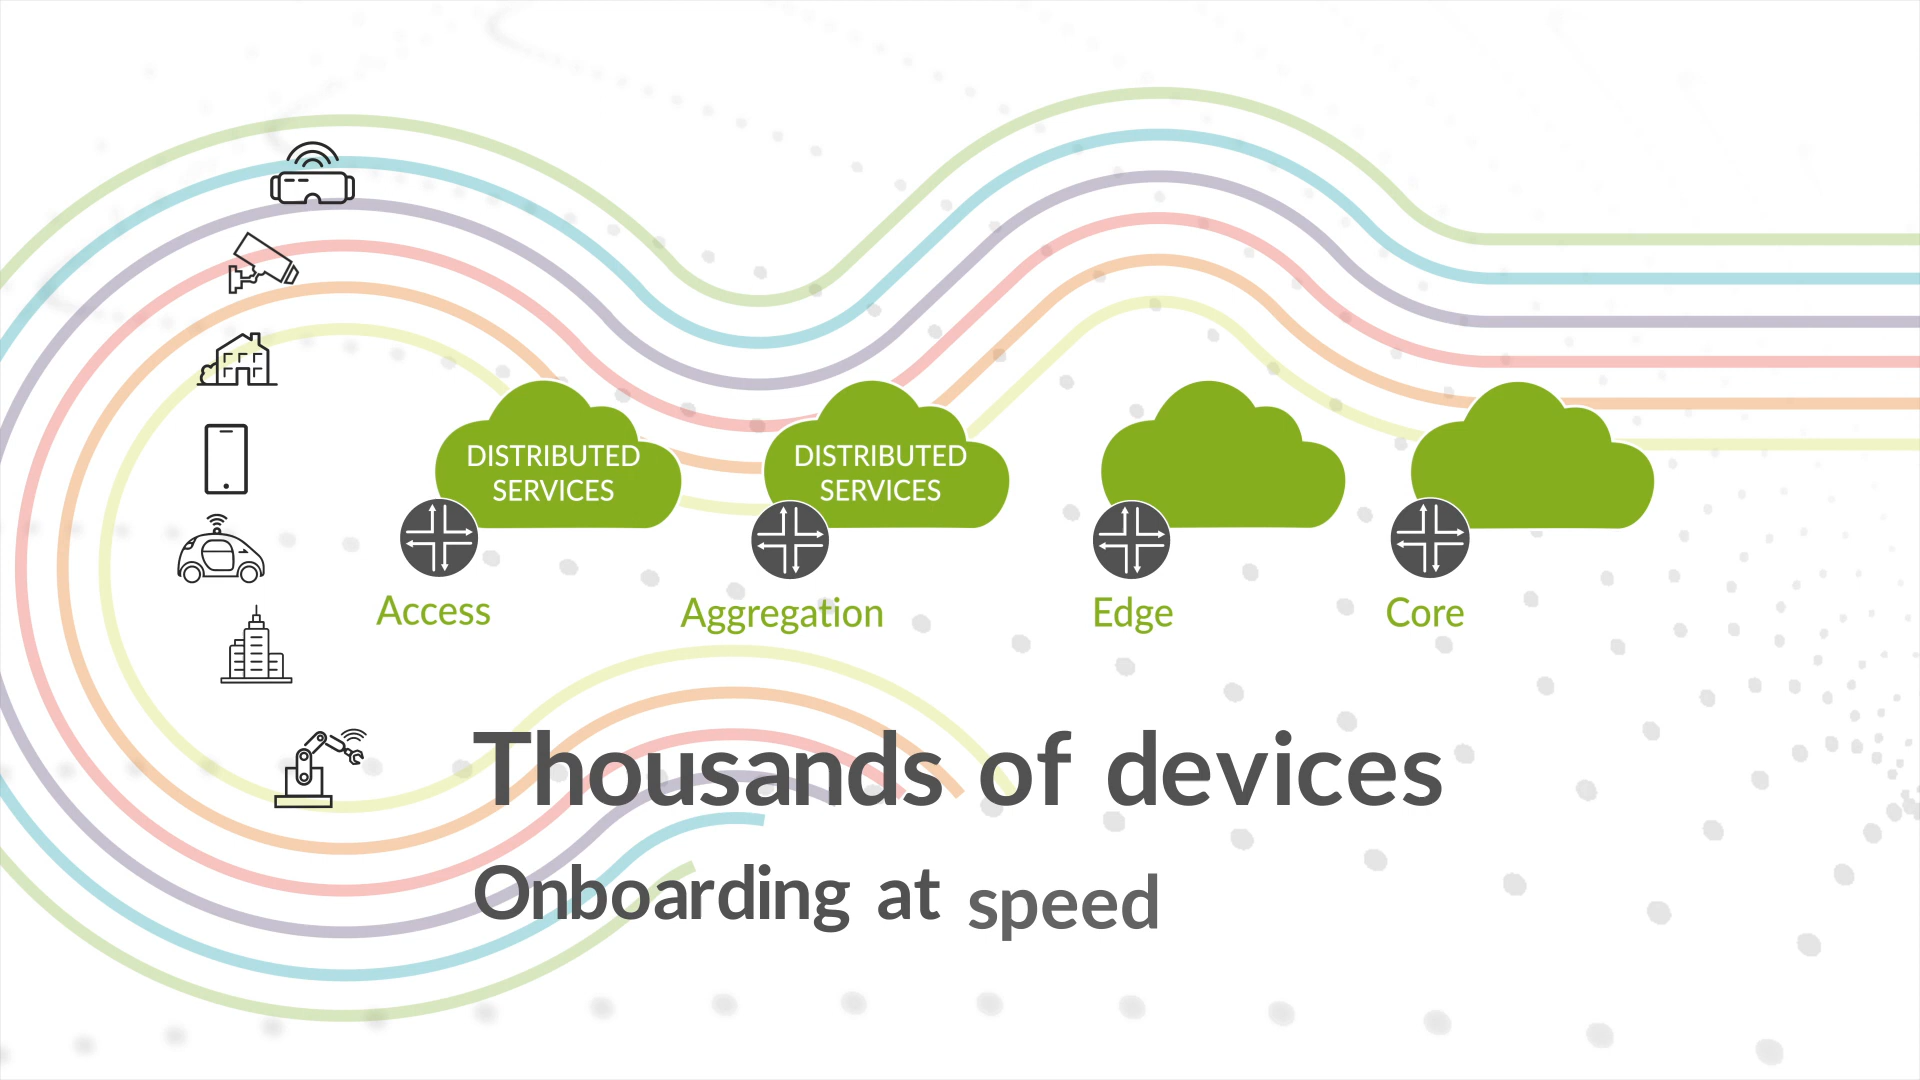 DISTRIBUTED
SERVICES
DISTRIBUTED
SERVICES
Access
Aggregation
Edge
Core
Thousands of devices
Onboarding at speed